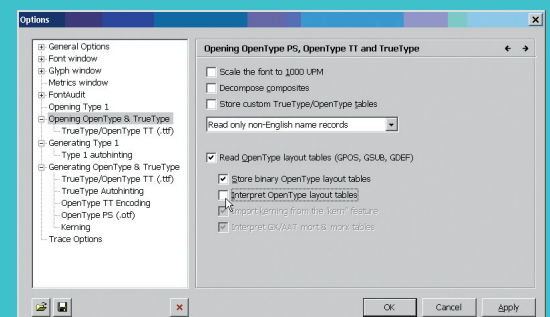 Options
General Options
Font window
Glyph window
Metrics window
FontAudit
Opening Type 1
Opening OpenType & TrueType
TrueType/OpenType TT (.ttf)
Generating Type 1
Type 1 autohinting
Generating OpenType & TrueType
TrueType/OpenType TT (.ttf)
TrueType Autohinting
OpenType TT Encoding
OpenType PS (.otf)
Kerning
Trace Options
Opening OpenType PS, OpenType TT and TrueType
Scale the font to 1000 UPM
Decompose composites
Store custom TrueType/OpenType tables
Read only non-English name records
Read OpenType layout tables (GPOS, GSUB, GDEF)
Store binary OpenType layout tables
Interpret OpenType layout tables
Import kerning from the "kern" feature
Interpret GX/AAT mort & morx tables
OK
Cancel
Apply